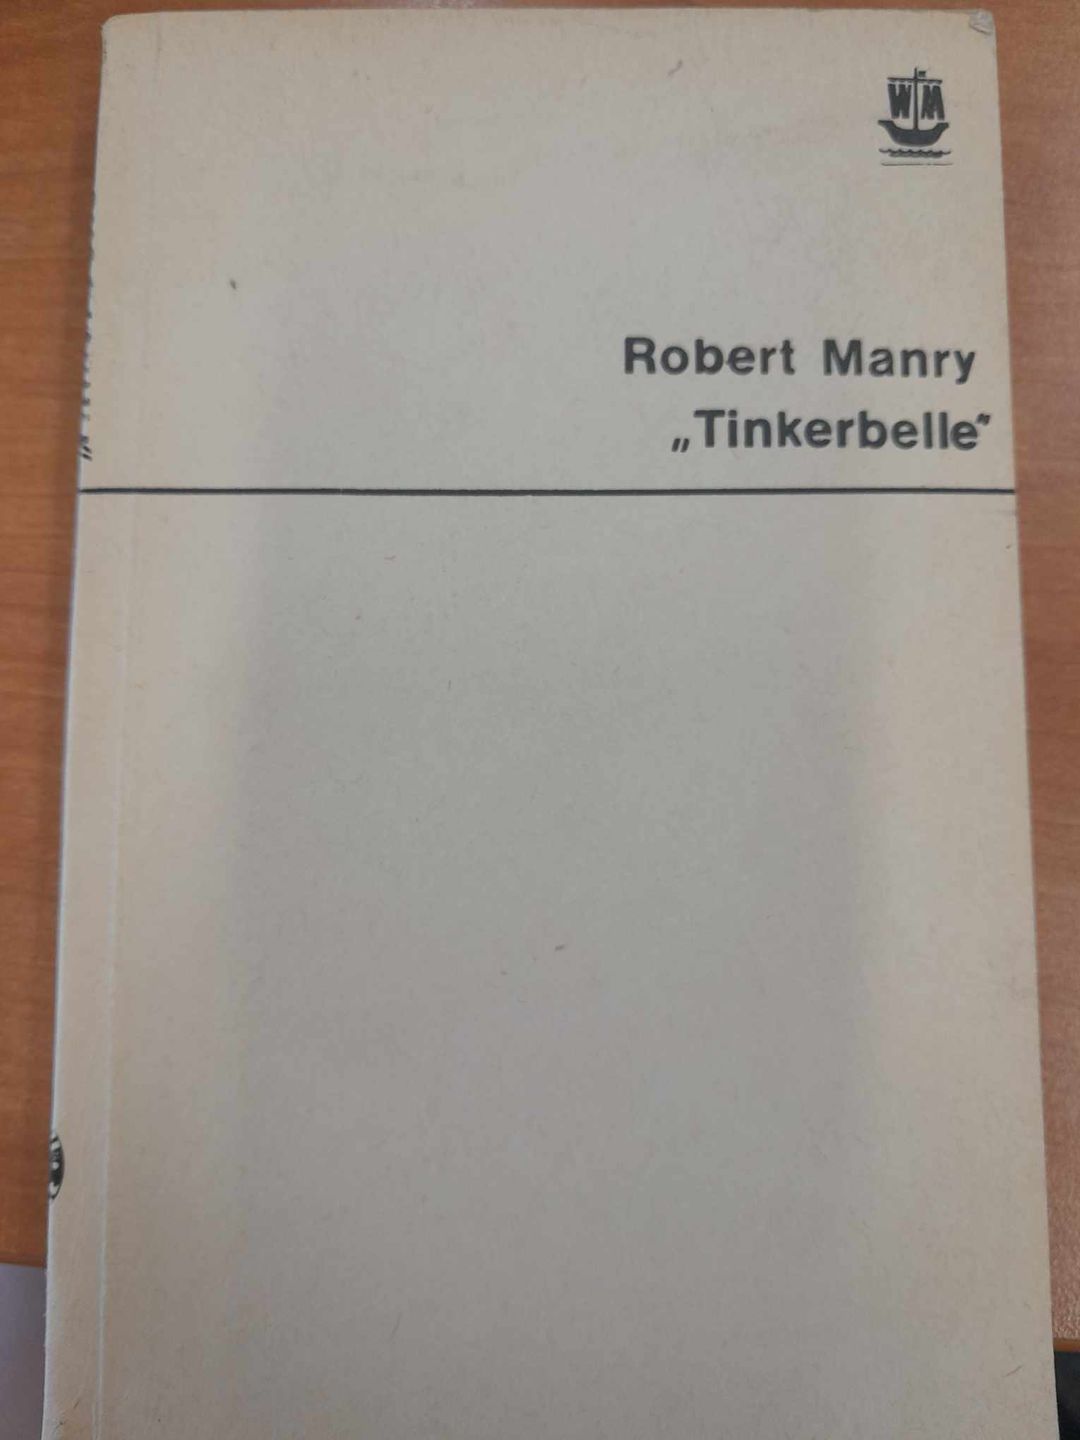 WM
Robert Manry
„Tinkerbelle”